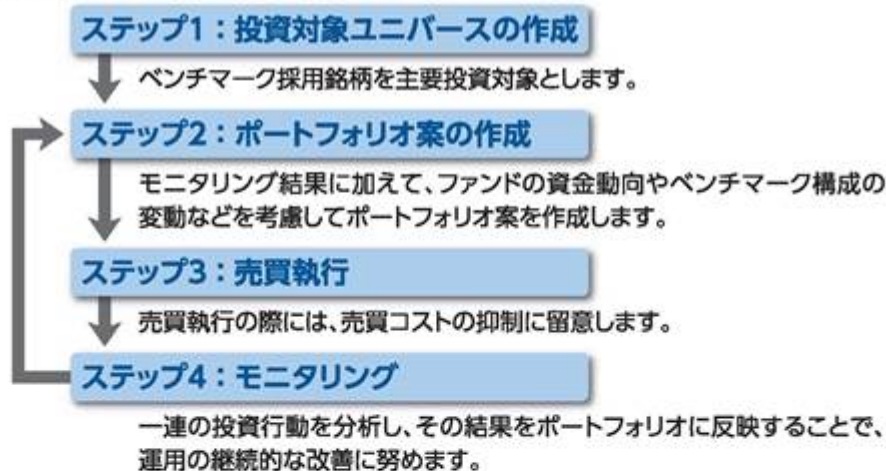 ステップ1：投資対象ユニバースの作成
ベンチマーク採用銘柄を主要投資対象とします。
ステップ2：ポートフォリオ案の作成
モニタリング結果に加えて、ファンドの資金動向やベンチマーク構成の
変動などを考慮してポートフォリオ案を作成します。
ステップ3：売買執行
売買執行の際には、売買コストの抑制に留意します。
ステップ4：モニタリング
一連の投資行動を分析し、その結果をポートフォリオに反映することで、
運用の継続的な改善に努めます。